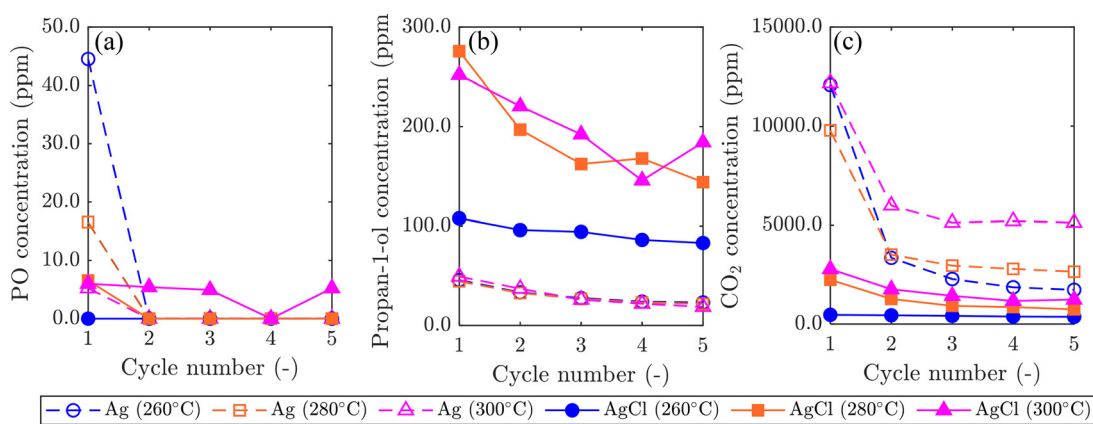 (a)
50.0
40.0
30.0
20.0
10.0
0.0
PO concentration (ppm)
1 2 3 4 5
Cycle number (-)
(b)
300.0
200.0
100.0
0.0
Propan-1-ol concentration (ppm
1 2 3 4 5
Cycle number (-)
(c)
15000.0
10000.0
5000.0
0.0
CO₂ concentration (ppm)
1 2 3 4 5
Cycle number (-)
Ag (260°C) Ag (280°C) Ag (300°C) AgCl (260°C) AgCl (280°C) AgCl (300°C)